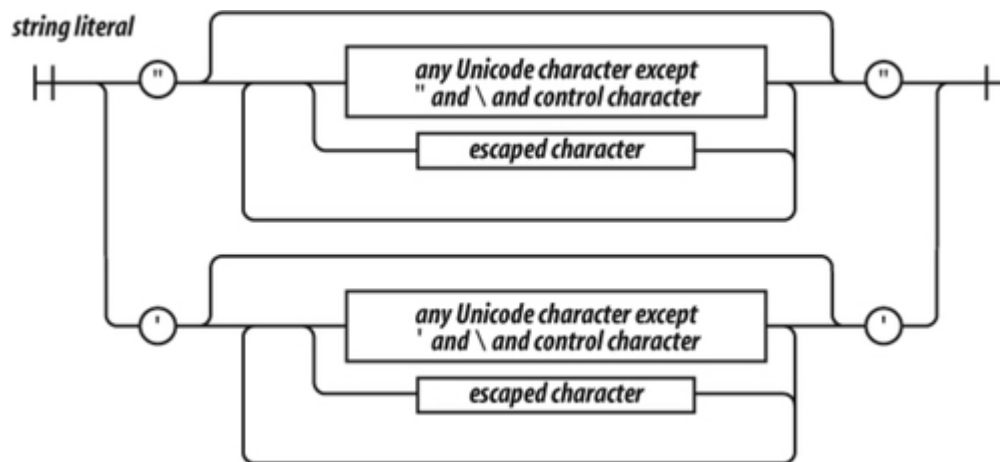 string literal
"
any Unicode character except
" and \ and control character
"
escaped character
'
any Unicode character except
' and \ and control character
'
escaped character